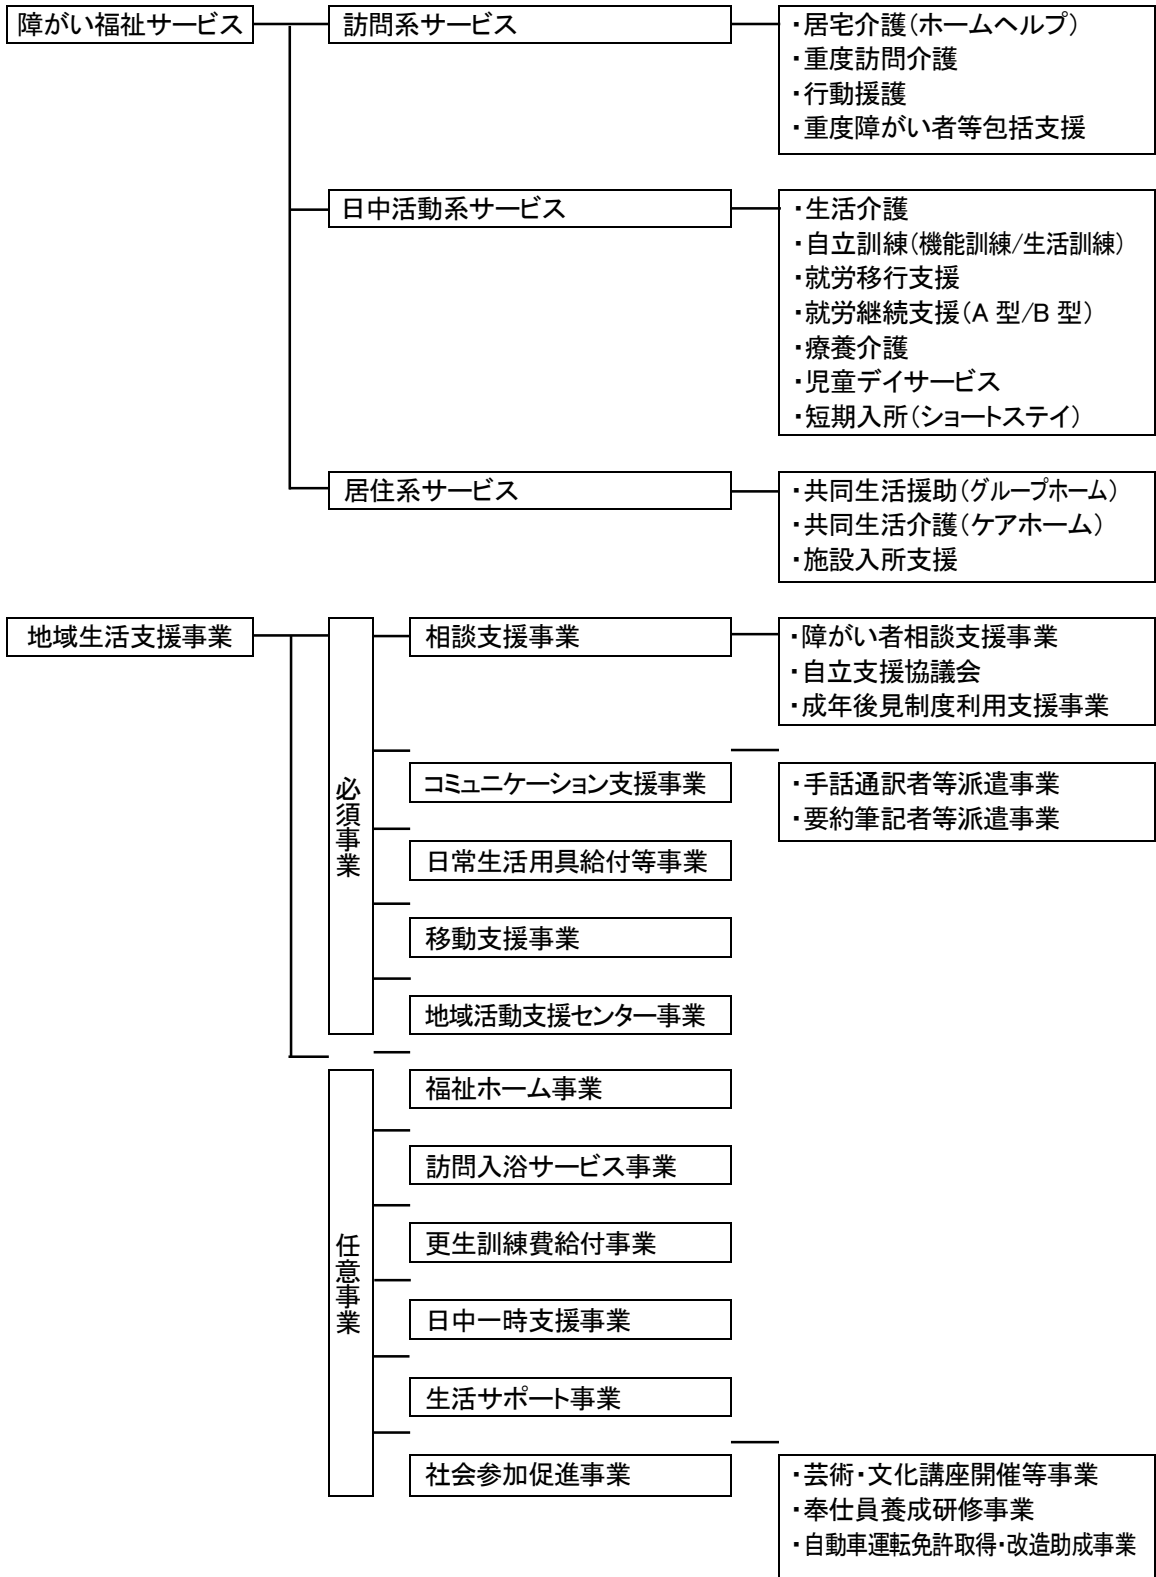 障がい福祉サービス
訪問系サービス
・居宅介護(ホームヘルプ)
・重度訪問介護
・行動援護
・重度障がい者等包括支援
日中活動系サービス
・生活介護
・自立訓練(機能訓練/生活訓練)
・就労移行支援
・就労継続支援(A 型/B 型)
・療養介護
・児童デイサービス
・短期入所(ショートステイ)
居住系サービス
・共同生活援助(グループホーム)
・共同生活介護(ケアホーム)
・施設入所支援
地域生活支援事業
必須事業
相談支援事業
・障がい者相談支援事業
・自立支援協議会
・成年後見制度利用支援事業
コミュニケーション支援事業
・手話通訳者等派遣事業
・要約筆記者等派遣事業
日常生活用具給付等事業
移動支援事業
地域活動支援センター事業
任意事業
福祉ホーム事業
訪問入浴サービス事業
更生訓練費給付事業
日中一時支援事業
生活サポート事業
社会参加促進事業
・芸術・文化講座開催等事業
・奉仕員養成研修事業
・自動車運転免許取得・改造助成事業